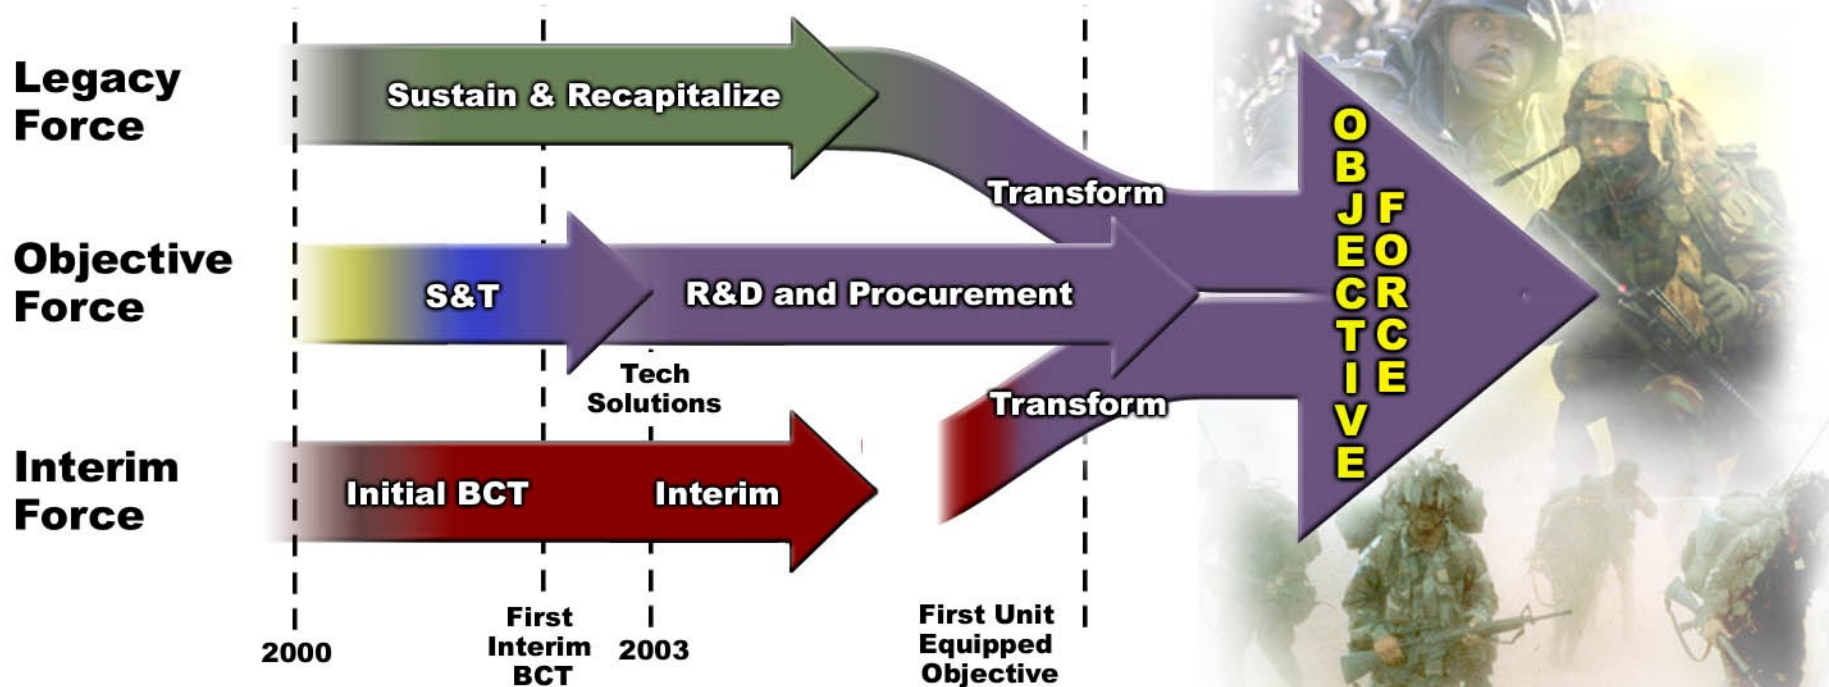 Legacy
Force
Sustain & Recapitalize
Transform
Objective
Force
S&T
R&D and Procurement
Tech
Solutions
Transform
Interim
Force
Initial BCT
Interim
OBJECTIVE
FORCE
2000
First
Interim
BCT
2003
First Unit
Equipped
Objective